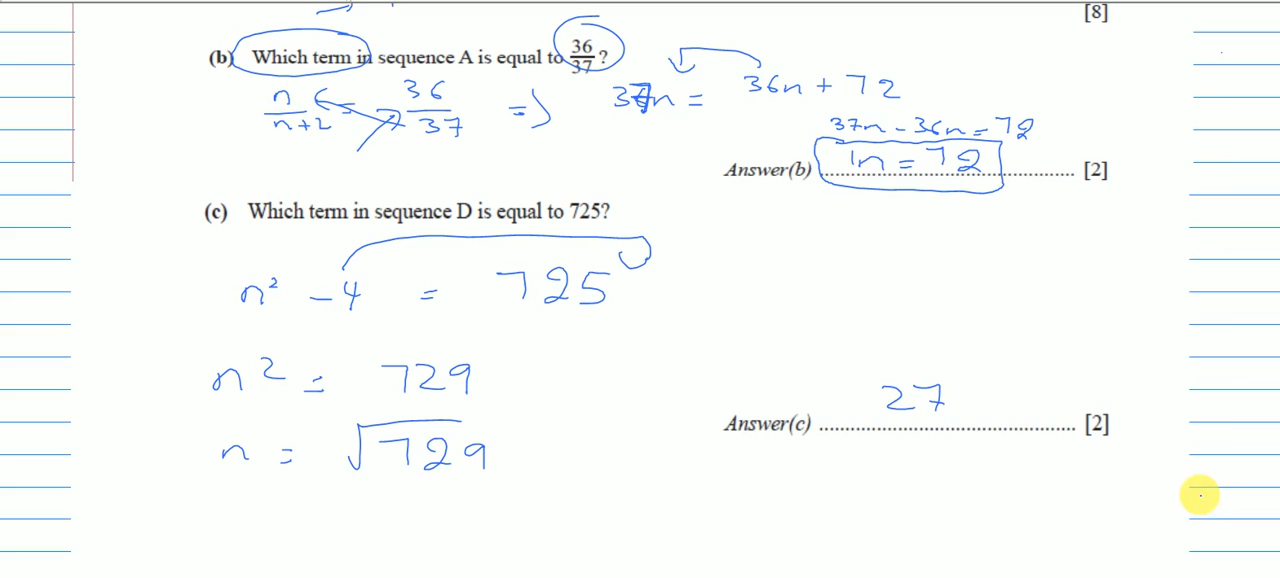 [8]
(b) Which term in sequence A is equal to 36/37?
n/n+2 = 36/37 => 37n = 36n + 72
37n - 36n = 72
Answer(b) 1n = 72 [2]
(c) Which term in sequence D is equal to 725?
n² - 4 = 725
n² = 729
27
Answer(c) [2]
n = √729